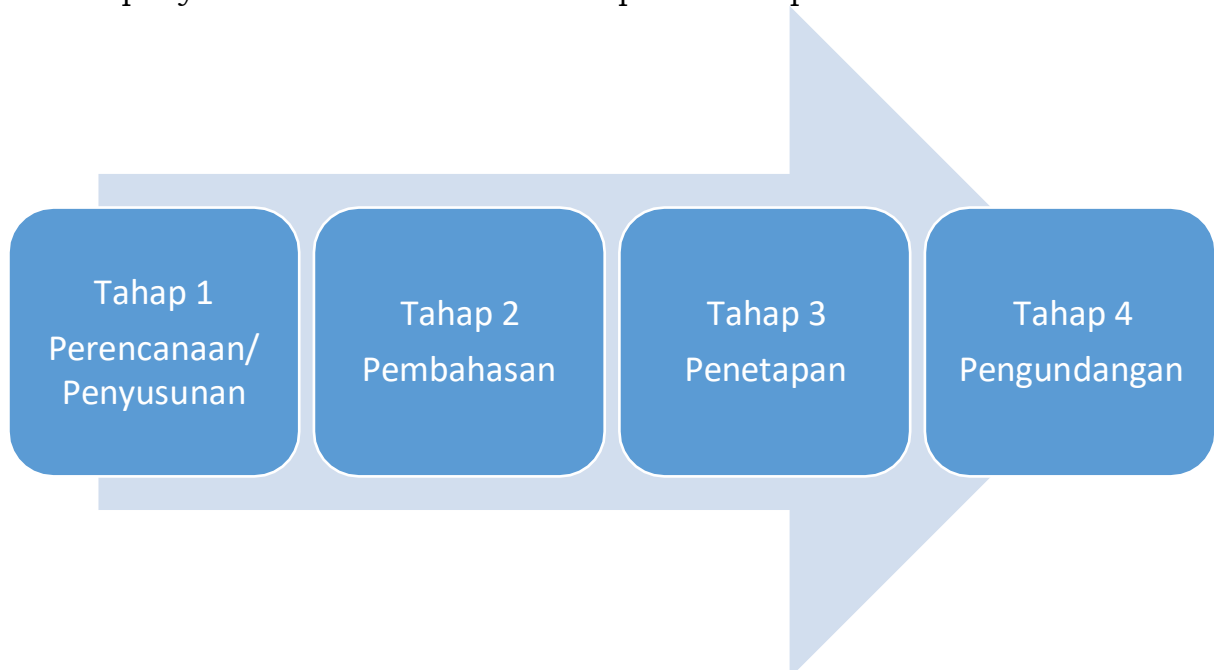 Tahap 1
Perencanaan/
Penyusunan
Tahap 2
Pembahasan
Tahap 3
Penetapan
Tahap 4
Pengundangan